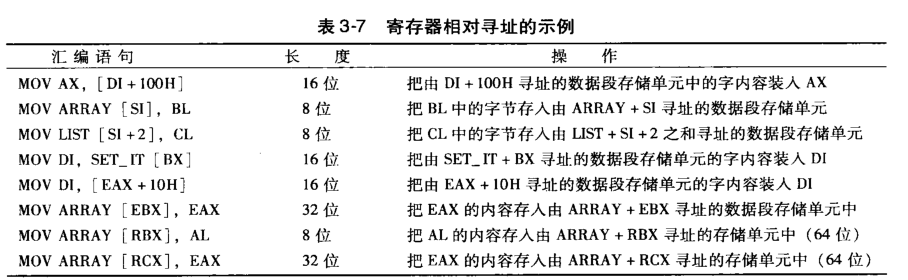 表 3-7 寄存器相对寻址的示例
汇编语句 长 度 操 作
MOV AX, [DI+100H] 16 位 把由 DI+100H 寻址的数据段存储单元中的字内容装入 AX
MOV ARRAY [SI], BL 8 位 把 BL 中的字节存入由 ARRAY+SI 寻址的数据段存储单元
MOV LIST [SI+2], CL 8 位 把 CL 中的字节存入由 LIST+SI+2 之和寻址的数据段存储单元
MOV DI, SET_IT [BX] 16 位 把由 SET_IT+BX 寻址的数据段存储单元的字内容装入 DI
MOV DI, [EAX+10H] 16 位 把由 EAX+10H 寻址的数据段存储单元的字内容装入 DI
MOV ARRAY [EBX], EAX 32 位 把 EAX 的内容存入由 ARRAY+EBX 寻址的数据段存储单元中
MOV ARRAY [RBX], AL 8 位 把 AL 的内容存入由 ARRAY+RBX 寻址的存储单元中（64 位）
MOV ARRAY [RCX], EAX 32 位 把 EAX 的内容存入由 ARRAY+RCX 寻址的存储单元中（64 位）